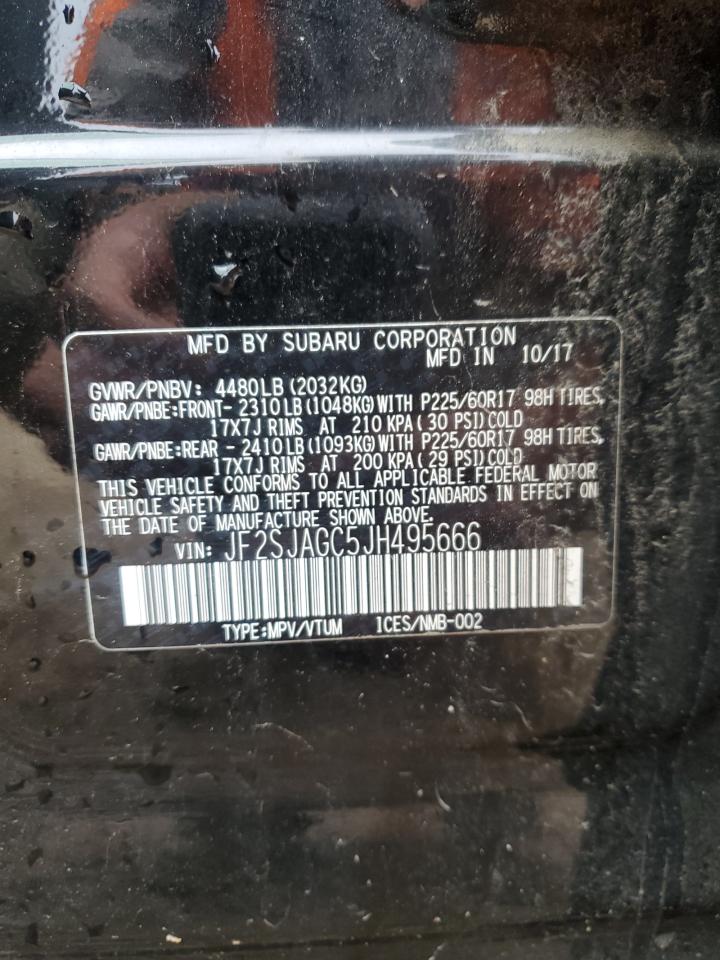 MFD BY SUBARU CORPORATION
MFD IN 10/17
GVWR/PNBV: 4480LB (2032KG)
GAWR/PNBE:FRONT- 2310LB (1048KG) WITH P225/60R17 98H TIRES,
17X7J RIMS AT 210 KPA( 30 PSI) COLD
GAWR/PNBE:REAR - 2410LB (1093KG) WITH P225/60R17 98H TIRES,
17X7J RIMS AT 200 KPA( 29 PSI) COLD
THIS VEHICLE CONFORMS TO ALL APPLICABLE FEDERAL MOTOR
VEHICLE SAFETY AND THEFT PREVENTION STANDARDS IN EFFECT ON
THE DATE OF MANUFACTURE SHOWN ABOVE.
VIN: JF2SJAGC5JH495666
TYPE:MPV/VTUM ICES/NMB-002